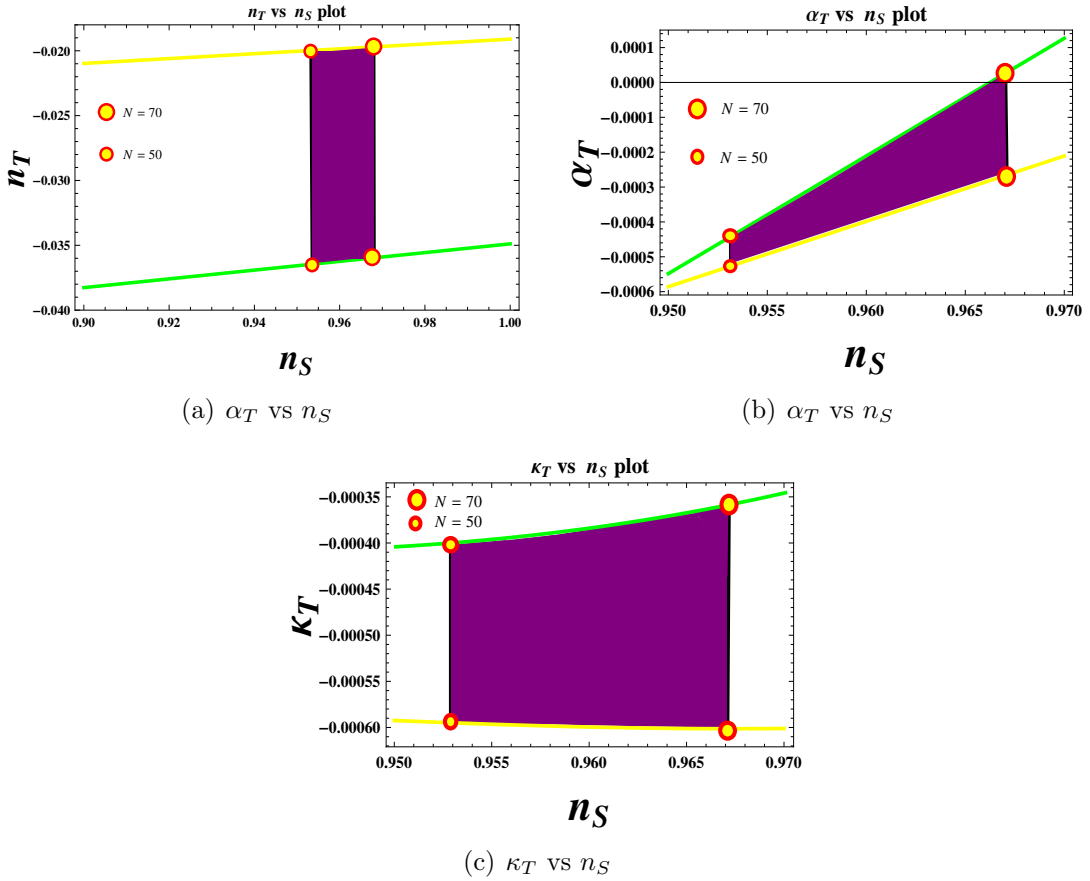 n_T vs n_S plot
−0.020
−0.025
−0.030
−0.035
−0.040
n_T
N = 70
N = 50
0.90
0.92
0.94
0.96
0.98
1.00
n_S
(a) α_T vs n_S
α_T vs n_S plot
0.0001
0.0000
−0.0001
−0.0002
−0.0003
−0.0004
−0.0005
−0.0006
α_T
N = 70
N = 50
0.950
0.955
0.960
0.965
0.970
n_S
(b) α_T vs n_S
κ_T vs n_S plot
−0.00035
−0.00040
−0.00045
−0.00050
−0.00055
−0.00060
κ_T
N = 70
N = 50
0.950
0.955
0.960
0.965
0.970
n_S
(c) κ_T vs n_S